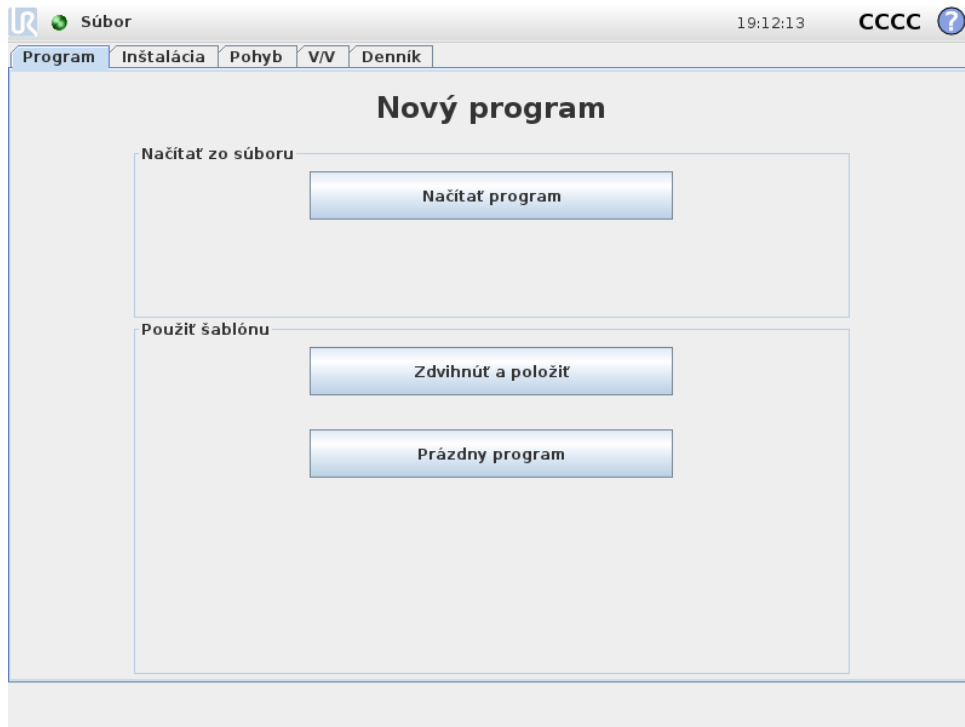 UR Súbor 19:12:13 CCCC ?
Program Inštalácia Pohyb V/V Denník
Nový program
Načítať zo súboru
Načítať program
Použiť šablónu
Zdvihnúť a položiť
Prázdny program